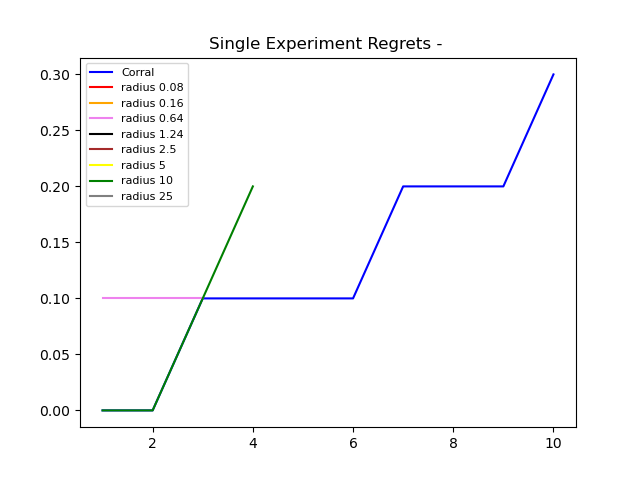 Single Experiment Regrets -
0.30
0.25
0.20
0.15
0.10
0.05
0.00
Corral
radius 0.08
radius 0.16
radius 0.64
radius 1.24
radius 2.5
radius 5
radius 10
radius 25
2
4
6
8
10